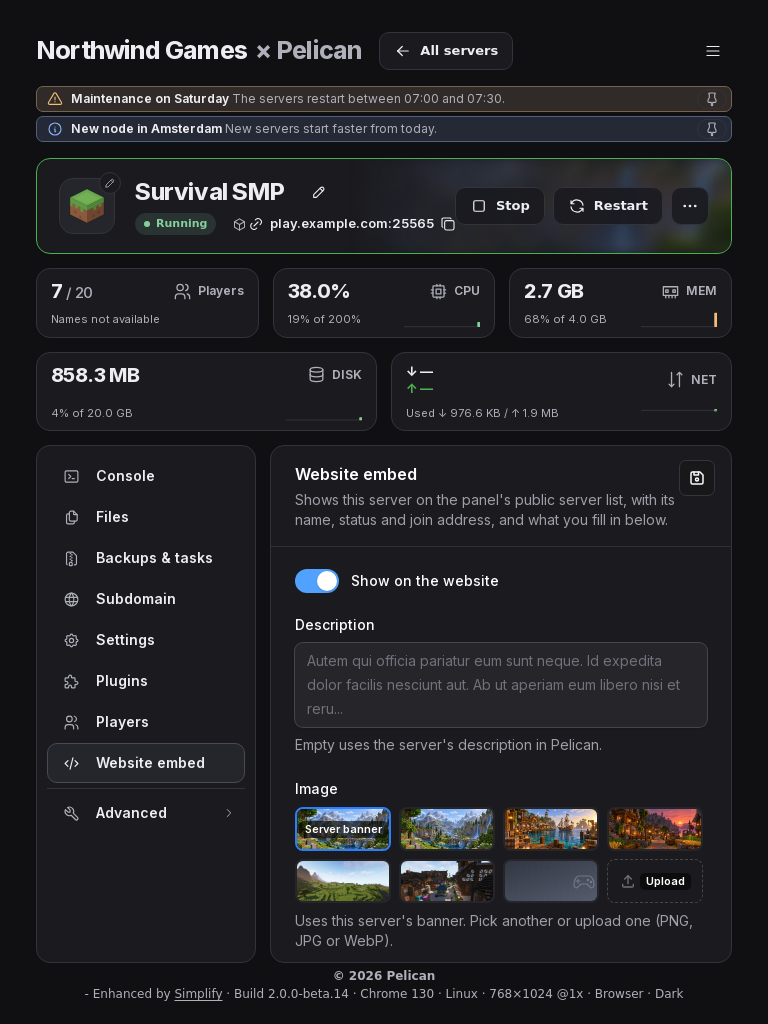 Northwind Games × Pelican
All servers
Maintenance on Saturday The servers restart between 07:00 and 07:30.
New node in Amsterdam New servers start faster from today.
Survival SMP
Running
play.example.com:25565
Stop
Restart
7 / 20
Players
Names not available
38.0%
CPU
19% of 200%
2.7 GB
MEM
68% of 4.0 GB
858.3 MB
DISK
4% of 20.0 GB
↓ —
↑ —
NET
Used ↓ 976.6 KB / ↑ 1.9 MB
Console
Files
Backups & tasks
Subdomain
Settings
Plugins
Players
Website embed
Advanced
Website embed
Shows this server on the panel's public server list, with its
name, status and join address, and what you fill in below.
Show on the website
Description
Autem qui officia pariatur eum sunt neque. Id expedita
dolor facilis nesciunt aut. Ab ut aperiam eum libero nisi et
reru...
Empty uses the server's description in Pelican.
Image
Server banner
Upload
Uses this server's banner. Pick another or upload one (PNG,
JPG or WebP).
© 2026 Pelican
- Enhanced by Simplify · Build 2.0.0-beta.14 · Chrome 130 · Linux · 768×1024 @1x · Browser · Dark